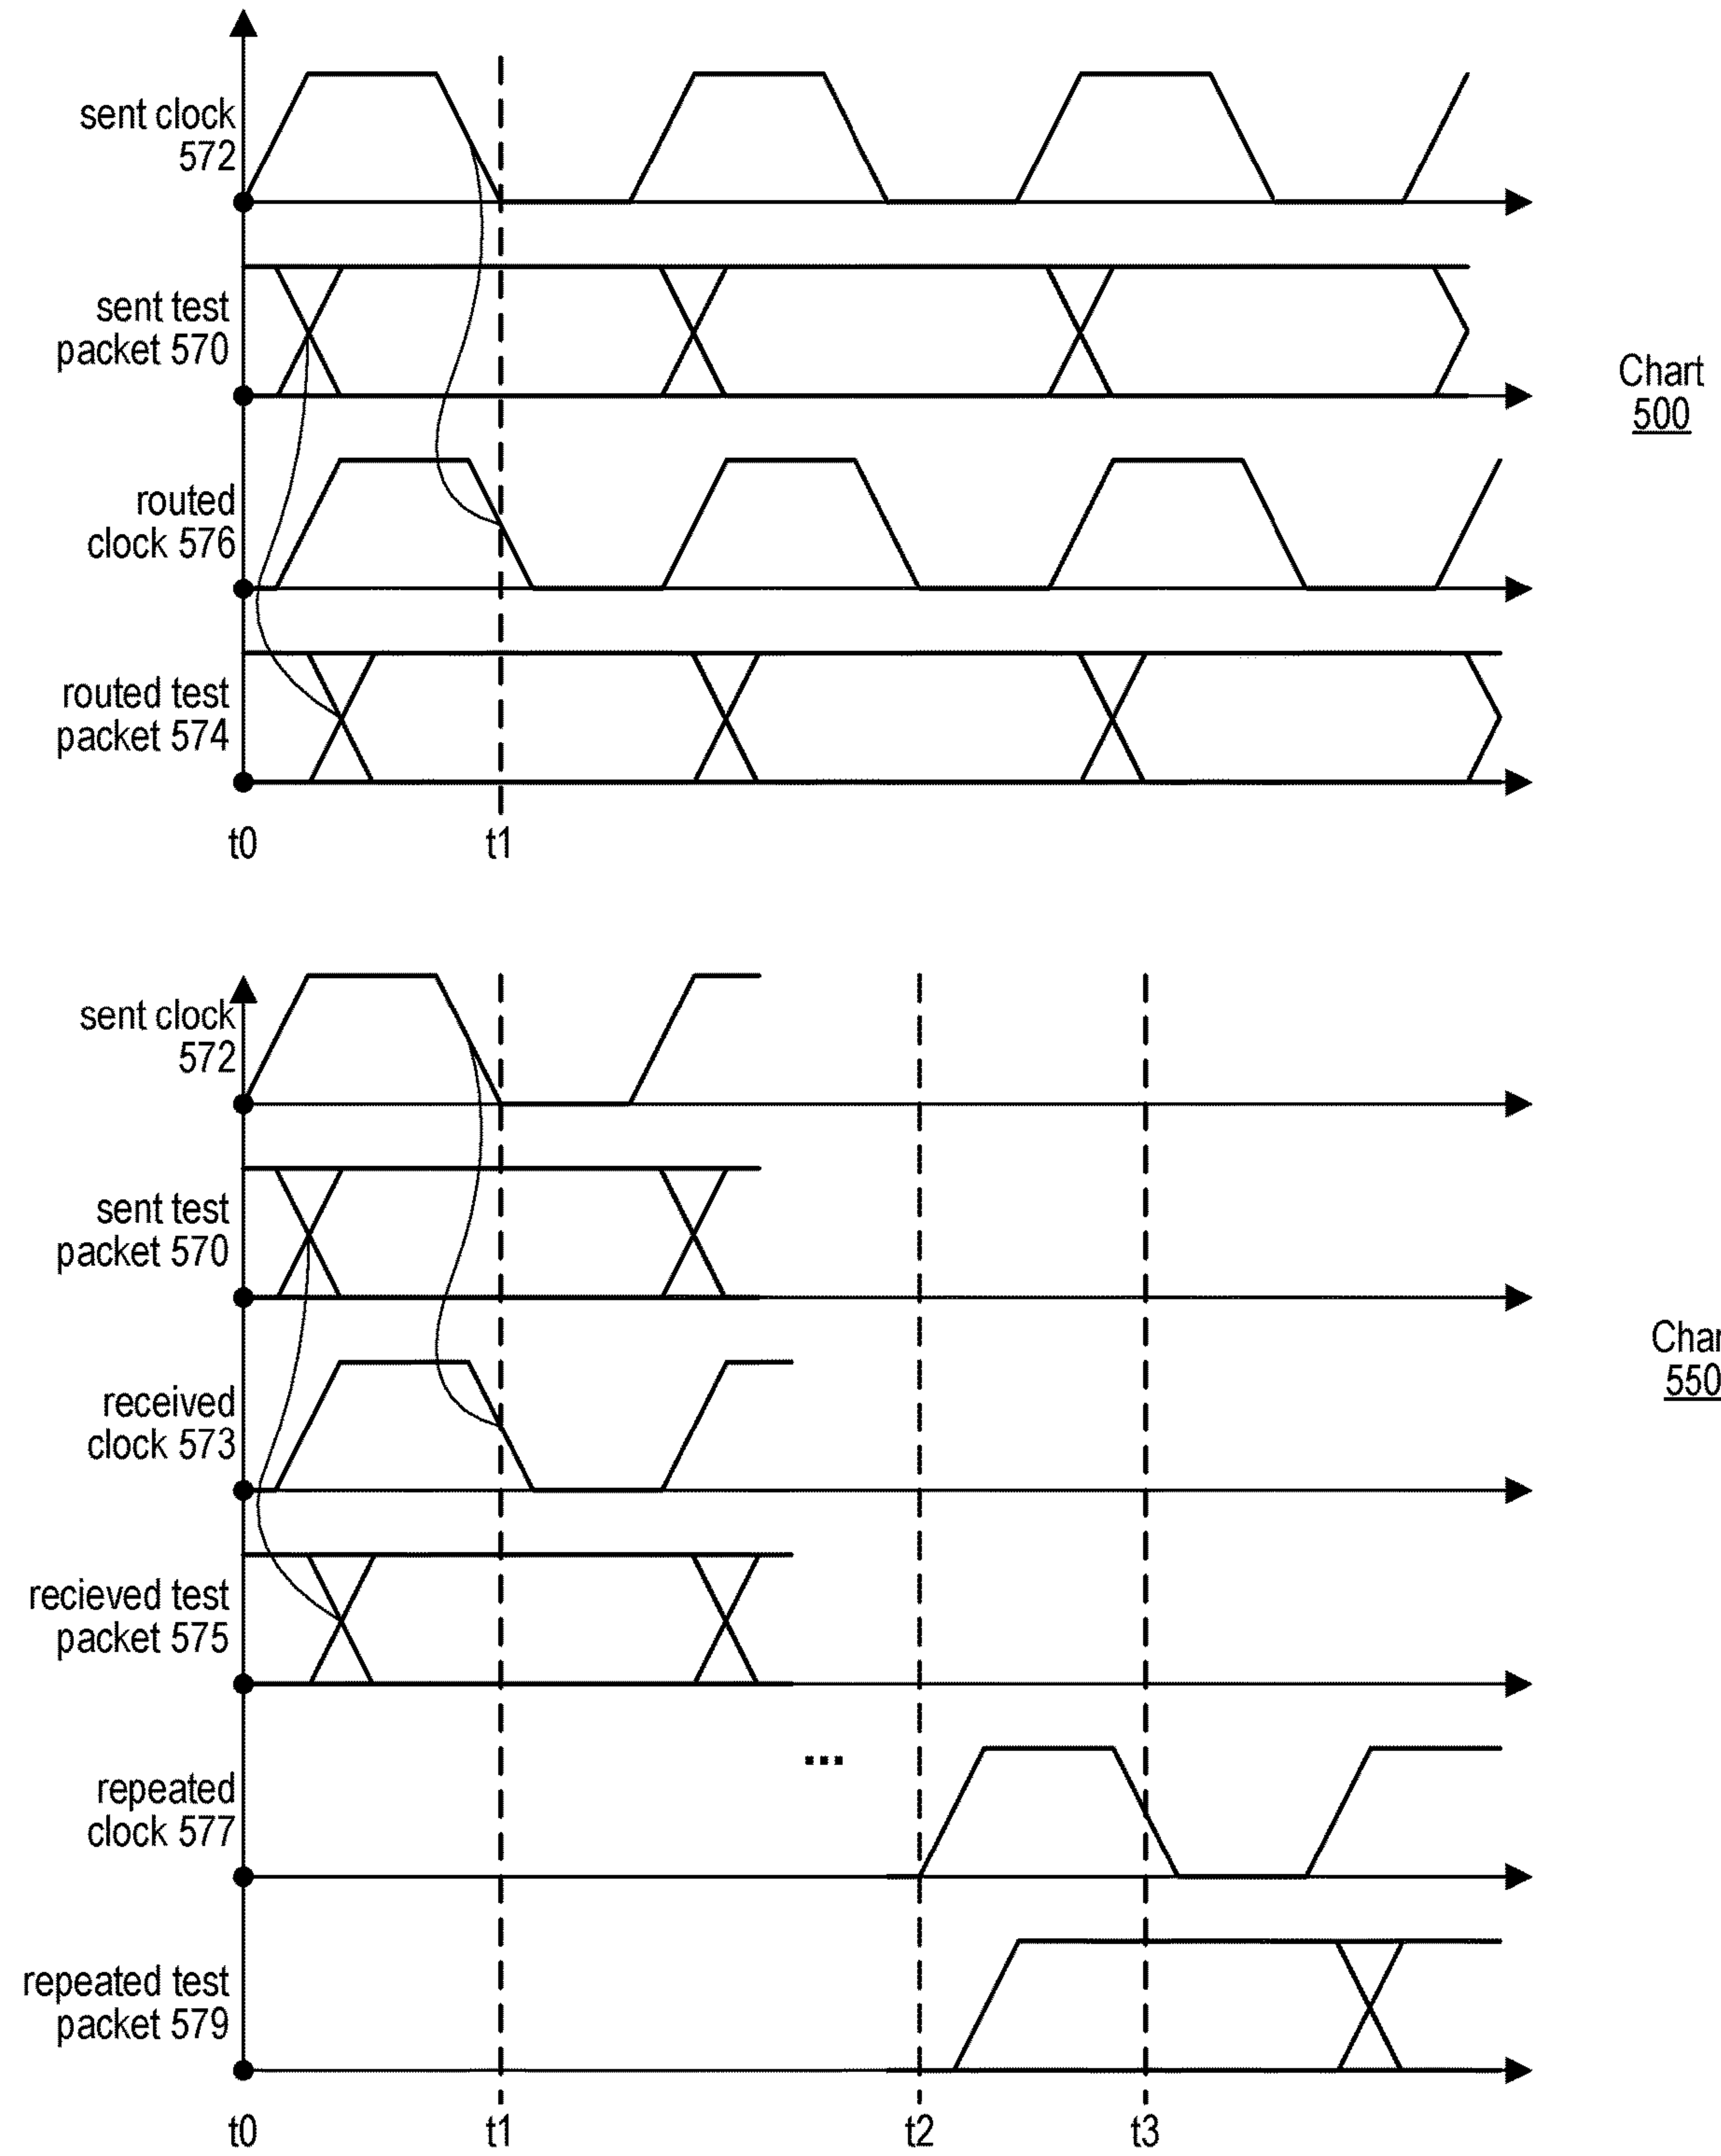 sent clock
572
sent test
packet 570
Chart
500
routed
clock 576
routed test
packet 574
t0
t1
sent clock
572
sent test
packet 570
Char
550
received
clock 573
recieved test
packet 575
...
repeated
clock 577
repeated test
packet 579
t0
t1
t2
t3